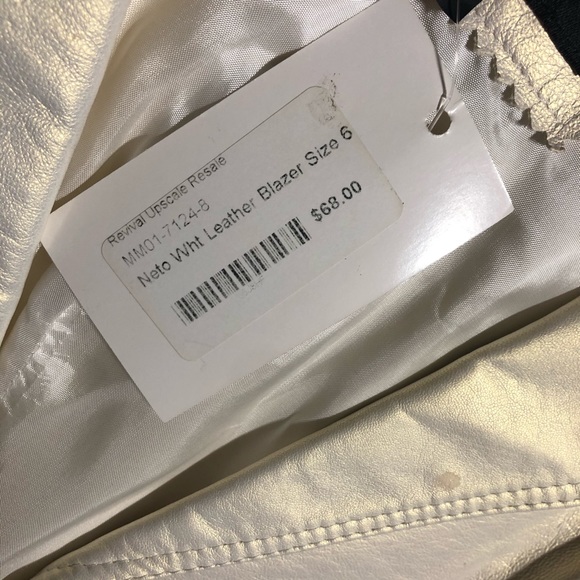 Revival Upscale Resale
MM01-7124-6
Neto Wht Leather Blazer Size 6
$68.00